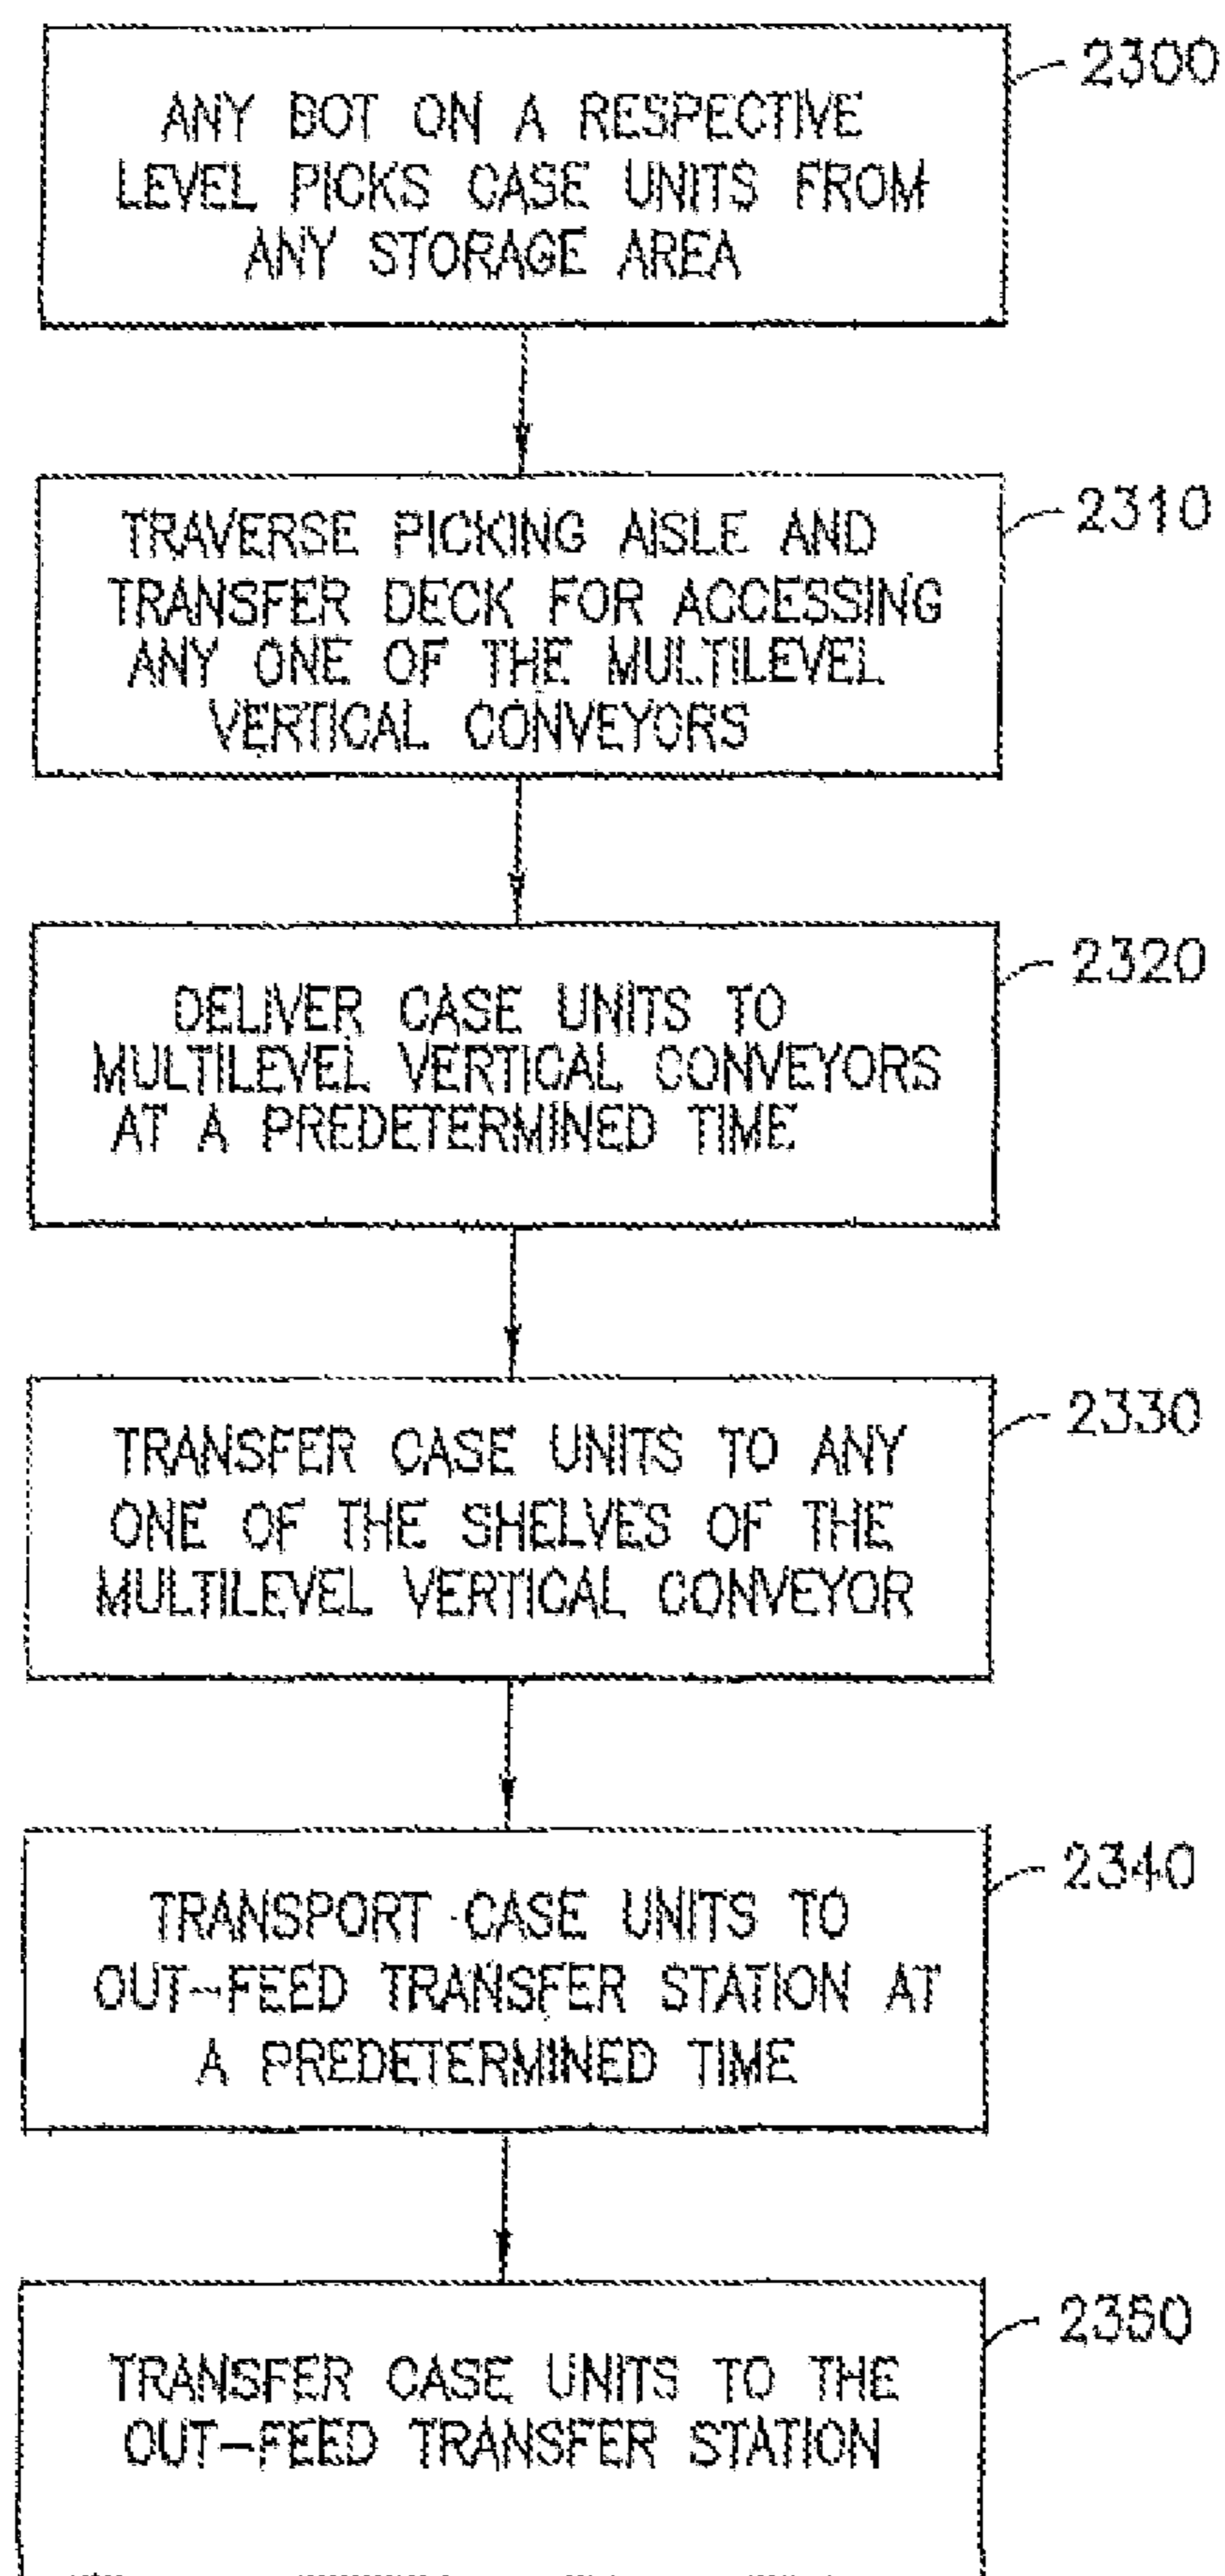 ANY BOT ON A RESPECTIVE
LEVEL PICKS CASE UNITS FROM
ANY STORAGE AREA
2300
TRAVERSE PICKING AISLE AND
TRANSFER DECK FOR ACCESSING
ANY ONE OF THE MULTILEVEL
VERTICAL CONVEYORS
2310
DELIVER CASE UNITS TO
MULTILEVEL VERTICAL CONVEYORS
AT A PREDETERMINED TIME
2320
TRANSFER CASE UNITS TO ANY
ONE OF THE SHELVES OF THE
MULTILEVEL VERTICAL CONVEYOR
2330
TRANSPORT CASE UNITS TO
OUT-FEED TRANSFER STATION AT
A PREDETERMINED TIME
2340
TRANSFER CASE UNITS TO THE
OUT-FEED TRANSFER STATION
2350